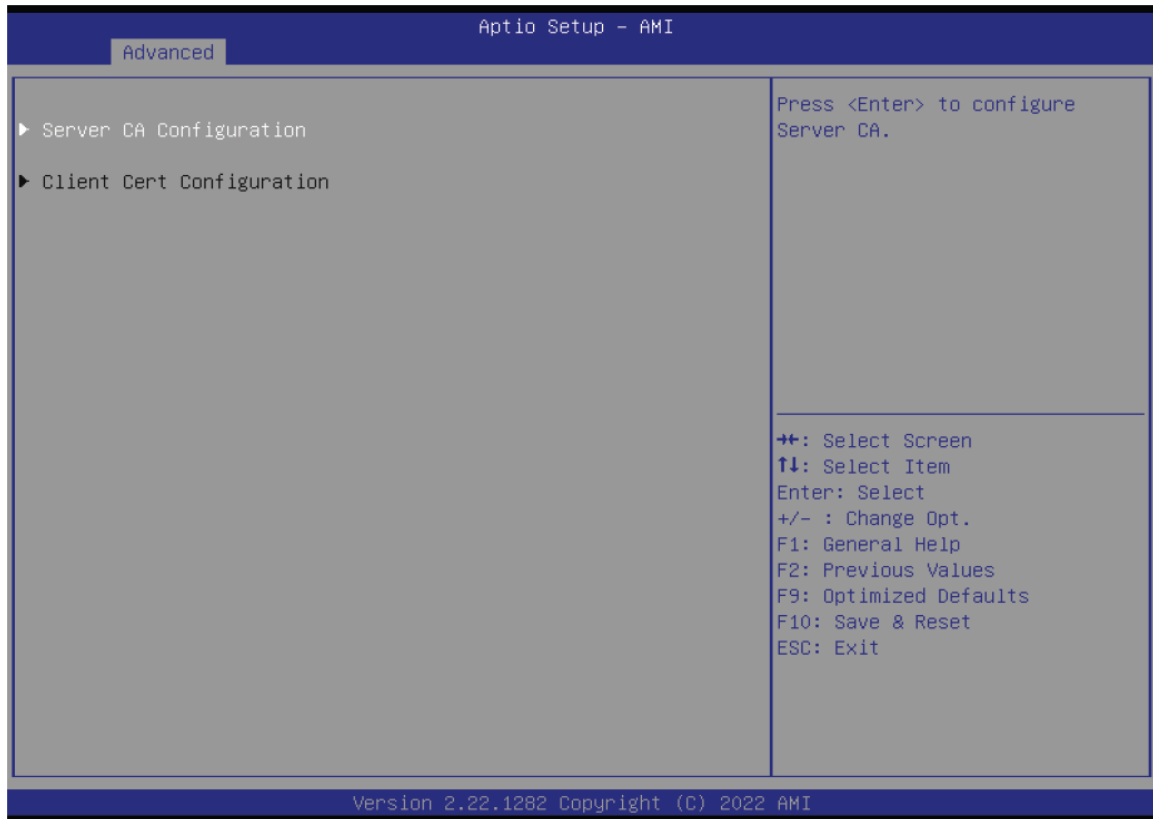 Aptio Setup – AMI
Advanced
▶ Server CA Configuration
▶ Client Cert Configuration
Press <Enter> to configure
Server CA.
→←: Select Screen
↑↓: Select Item
Enter: Select
+/- : Change Opt.
F1: General Help
F2: Previous Values
F9: Optimized Defaults
F10: Save & Reset
ESC: Exit
Version 2.22.1282 Copyright (C) 2022 AMI